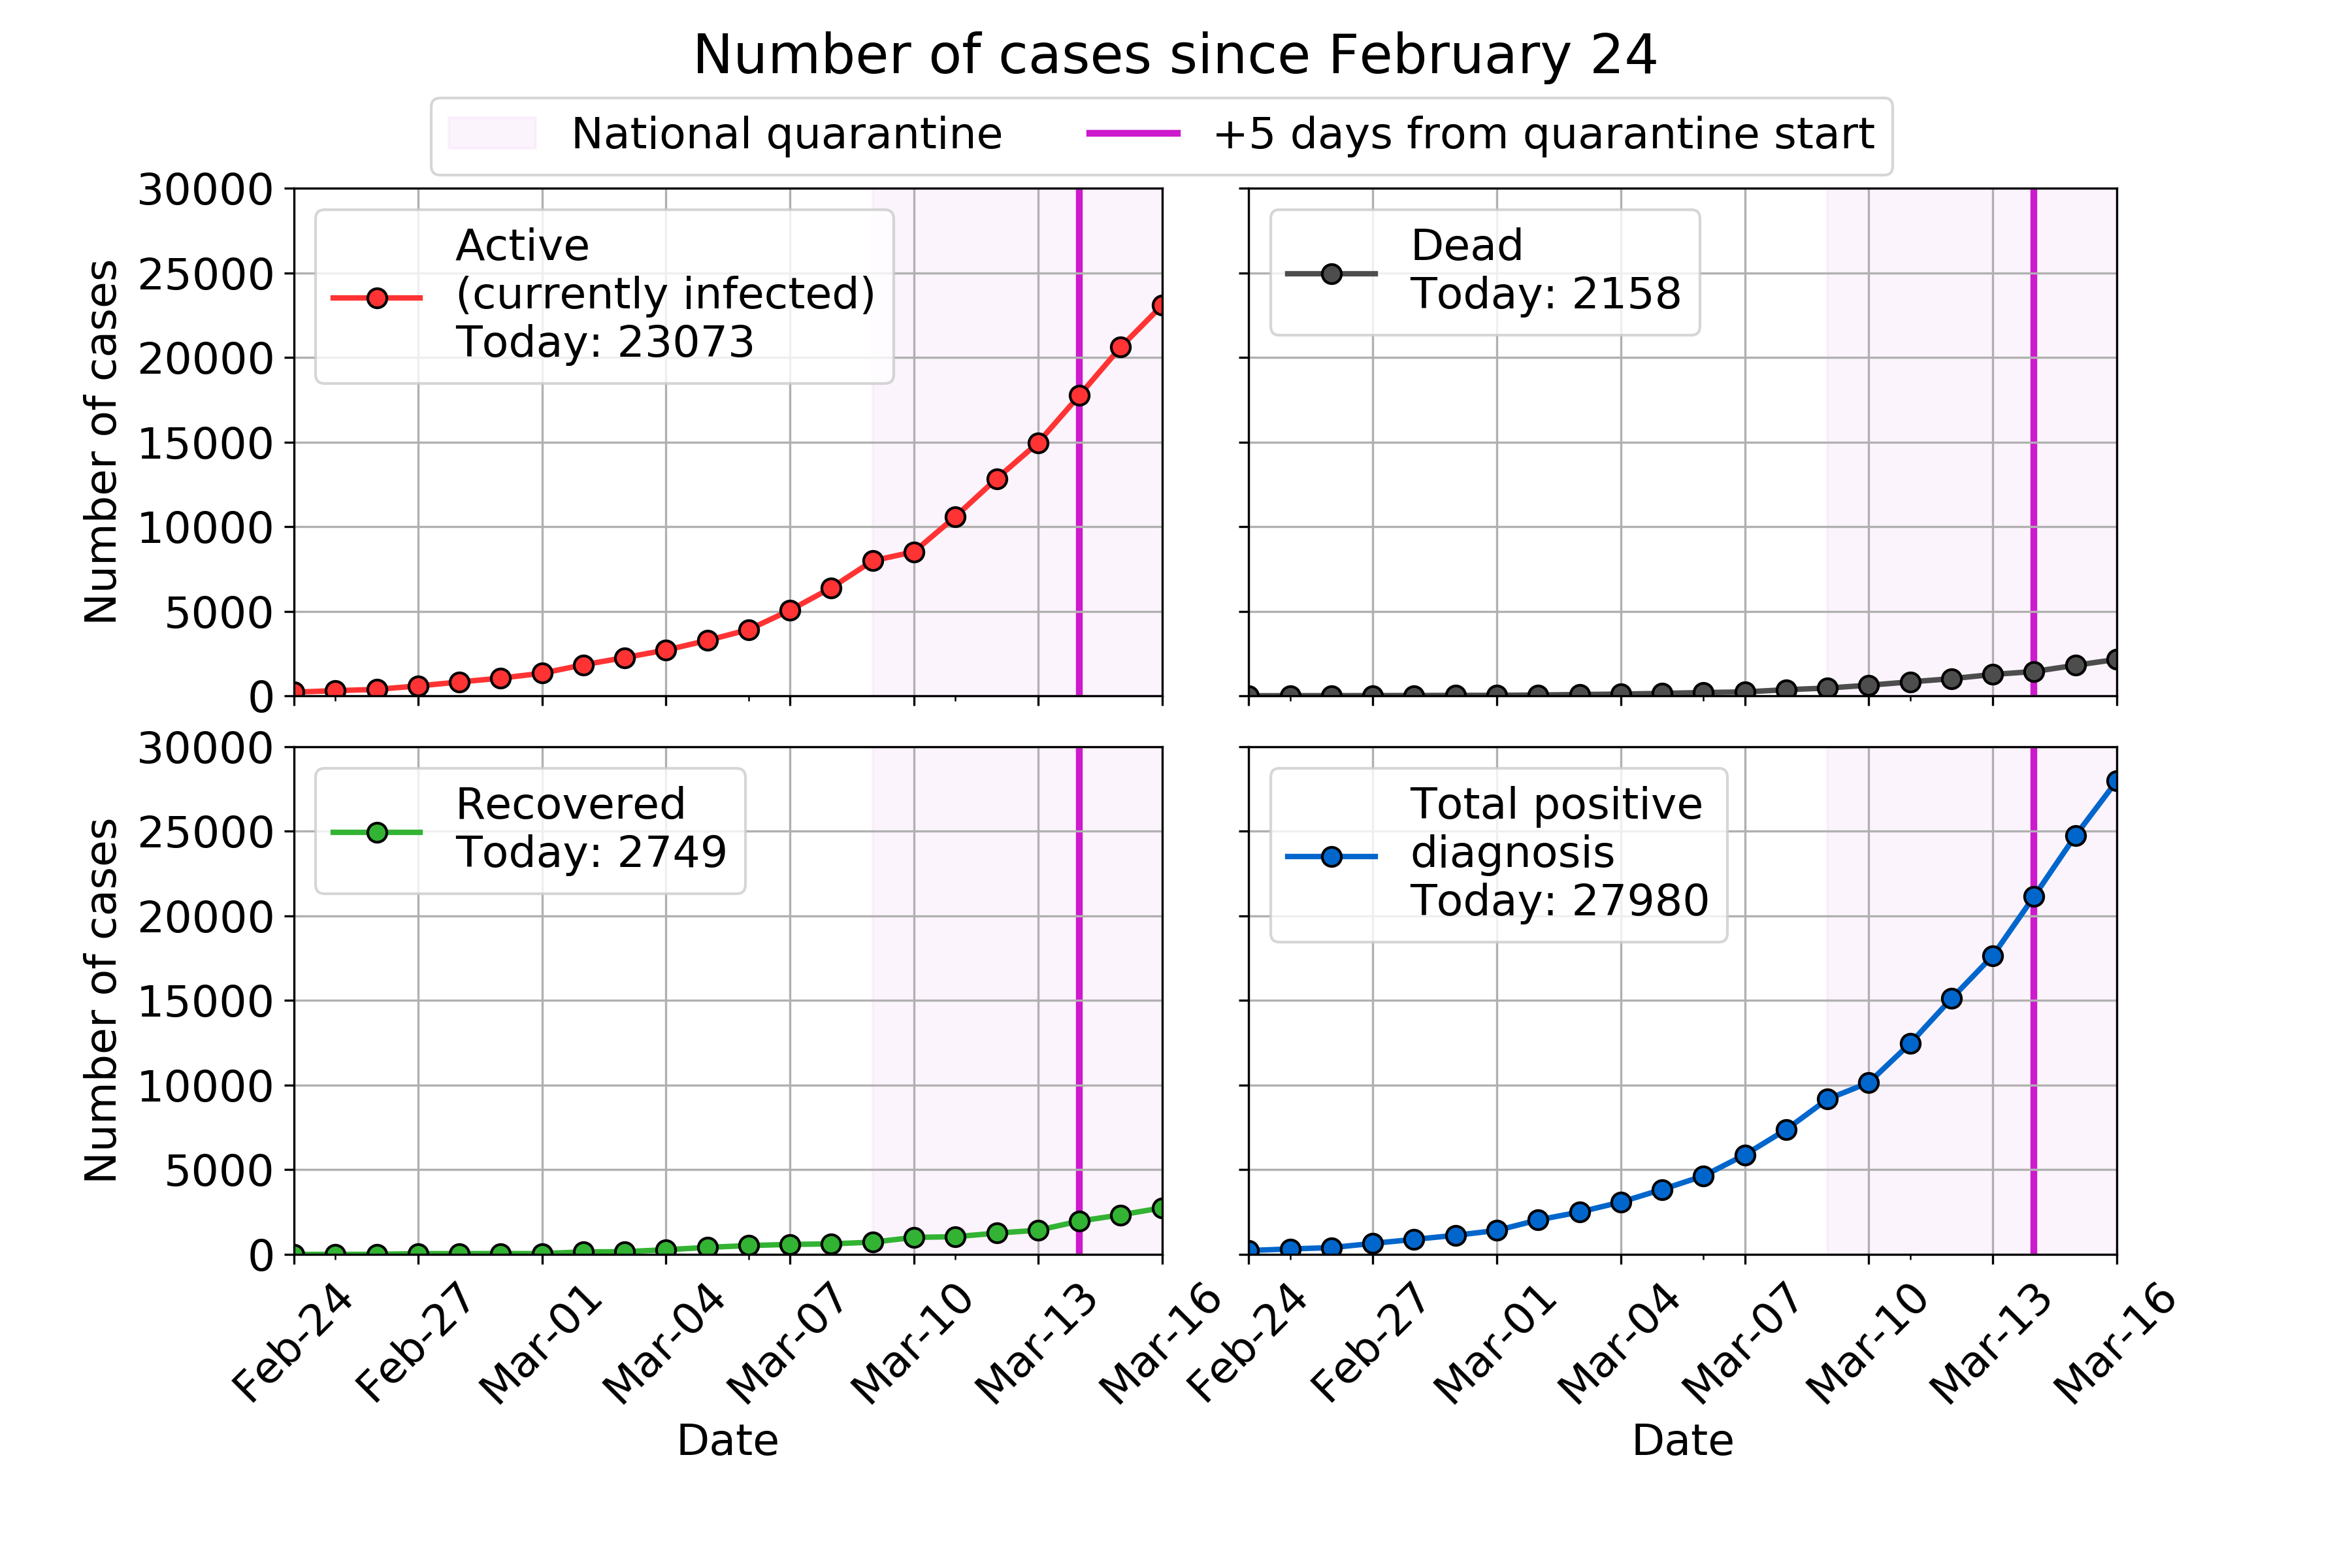 Number of cases since February 24
National quarantine
+5 days from quarantine start
Number of cases
30000
25000
20000
15000
10000
5000
0
Active
(currently infected)
Today: 23073
Dead
Today: 2158
Number of cases
30000
25000
20000
15000
10000
5000
0
Recovered
Today: 2749
Total positive
diagnosis
Today: 27980
Feb-24
Feb-27
Mar-01
Mar-04
Mar-07
Mar-10
Mar-13
Mar-16
Feb-24
Feb-27
Mar-01
Mar-04
Mar-07
Mar-10
Mar-13
Mar-16
Date
Date